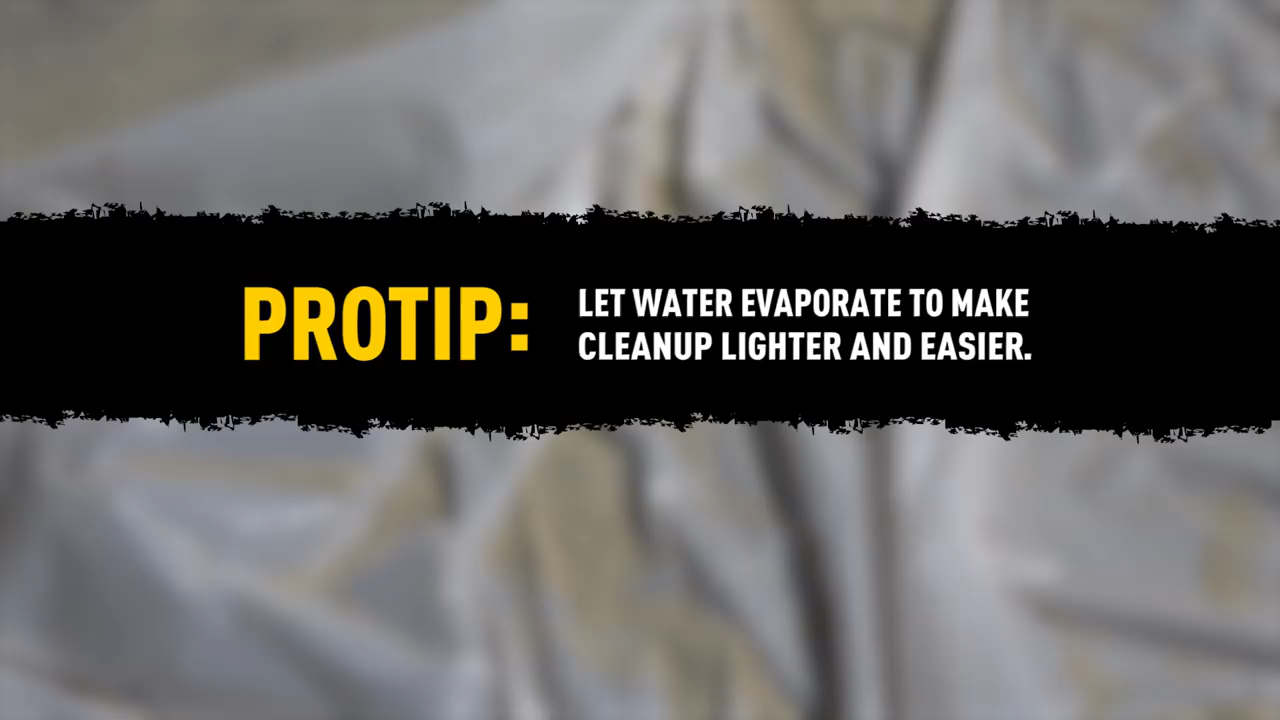 PROTIP:
LET WATER EVAPORATE TO MAKE
CLEANUP LIGHTER AND EASIER.